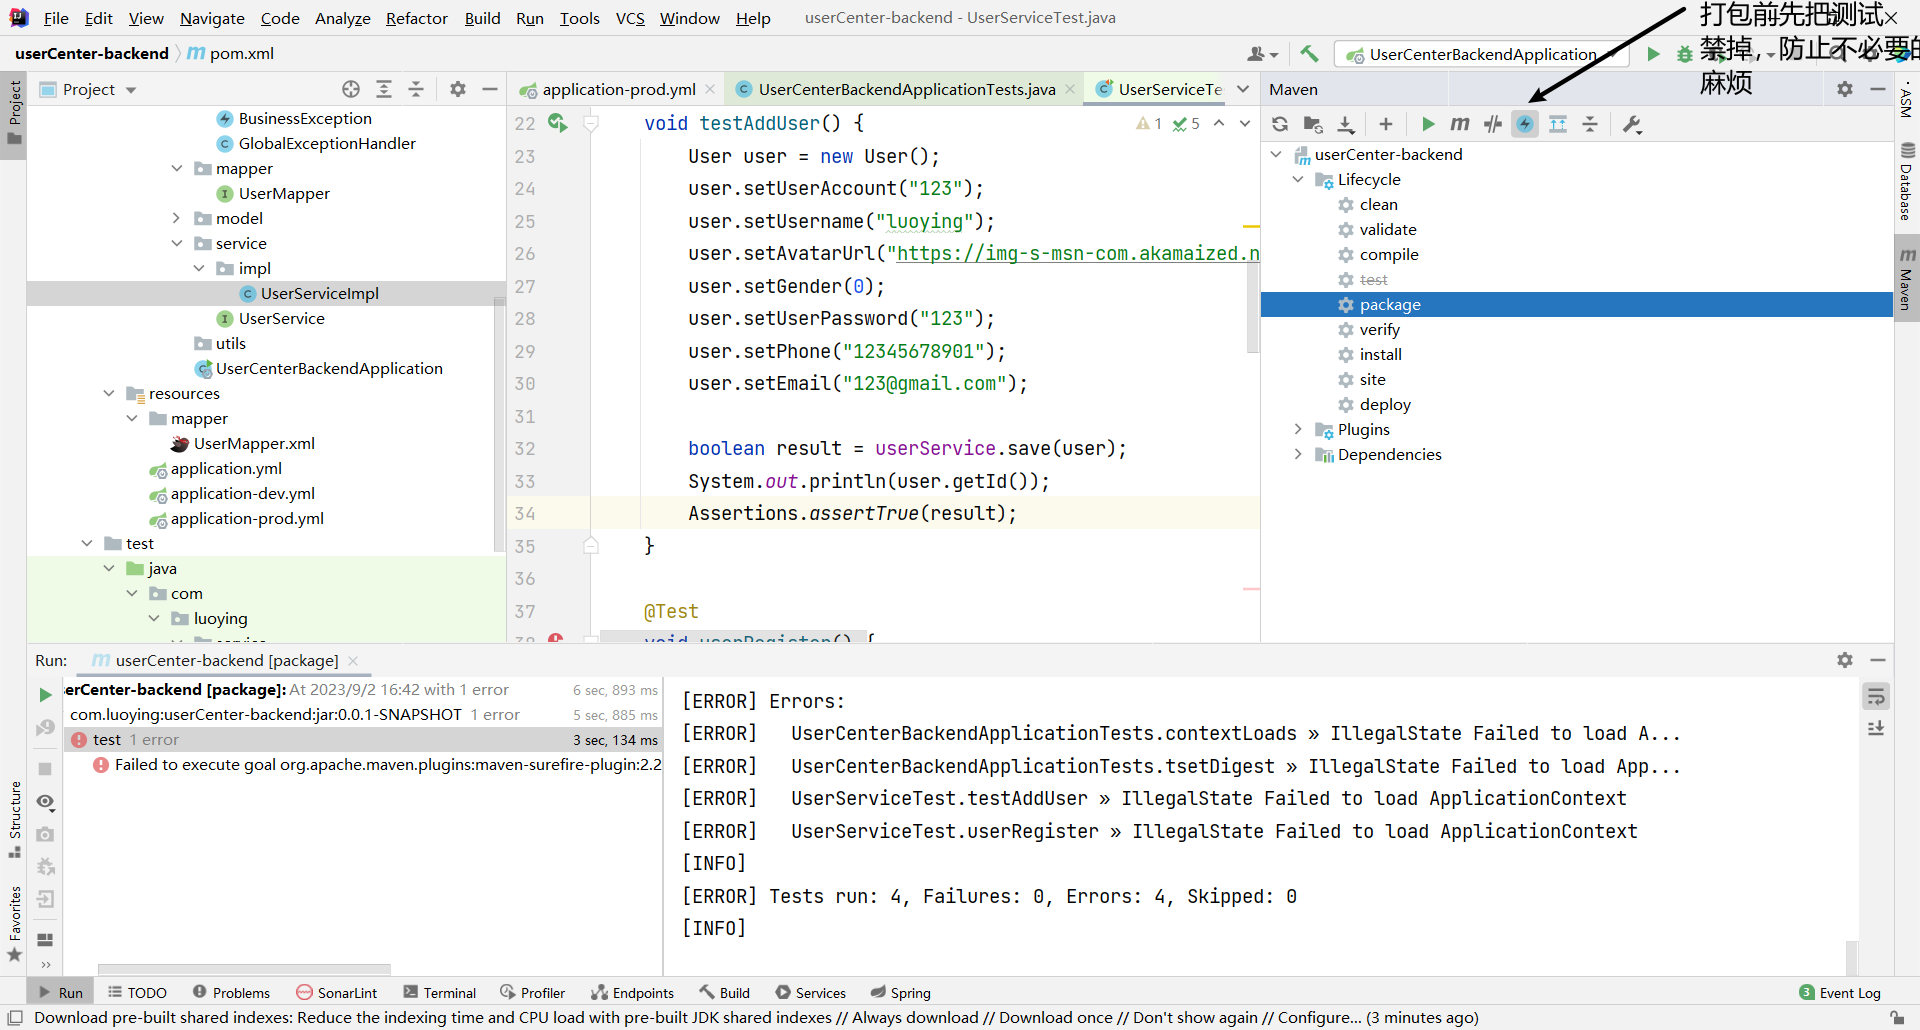 File Edit View Navigate Code Analyze Refactor Build Run Tools VCS Window Help userCenter-backend - UserServiceTest.java
打包前先把测试
禁掉，防止不必要的
麻烦
userCenter-backend pom.xml
UserCenterBackendApplication
Project
application-prod.yml
UserCenterBackendApplicationTests.java
UserServiceTe
Maven
Project
BusinessException
GlobalExceptionHandler
mapper
UserMapper
model
service
impl
UserServiceImpl
UserService
utils
UserCenterBackendApplication
resources
mapper
UserMapper.xml
application.yml
application-dev.yml
application-prod.yml
test
java
com
luoying
service
1 5
22 void testAddUser() {
23 User user = new User();
24 user.setUserAccount("123");
25 user.setUsername("luoying");
26 user.setAvatarUrl("https://img-s-msn-com.akamaized.n
27 user.setGender(0);
28 user.setUserPassword("123");
29 user.setPhone("12345678901");
30 user.setEmail("123@gmail.com");
31
32 boolean result = userService.save(user);
33 System.out.println(user.getId());
34 Assertions.assertTrue(result);
35 }
36
37 @Test
38 void userRegister() {
userCenter-backend
Lifecycle
clean
validate
compile
test
package
verify
install
site
deploy
Plugins
Dependencies
ASM
Database
Maven
Run: userCenter-backend [package]
serCenter-backend [package]: At 2023/9/2 16:42 with 1 error 6 sec, 893 ms
com.luoying:userCenter-backend:jar:0.0.1-SNAPSHOT 1 error 5 sec, 885 ms
test 1 error 3 sec, 134 ms
Failed to execute goal org.apache.maven.plugins:maven-surefire-plugin:2.2
[ERROR] Errors:
[ERROR] UserCenterBackendApplicationTests.contextLoads » IllegalState Failed to load A...
[ERROR] UserCenterBackendApplicationTests.tsetDigest » IllegalState Failed to load App...
[ERROR] UserServiceTest.testAddUser » IllegalState Failed to load ApplicationContext
[ERROR] UserServiceTest.userRegister » IllegalState Failed to load ApplicationContext
[INFO]
[ERROR] Tests run: 4, Failures: 0, Errors: 4, Skipped: 0
[INFO]
Structure
Favorites
Run TODO Problems SonarLint Terminal Profiler Endpoints Build Services Spring 3 Event Log
Download pre-built shared indexes: Reduce the indexing time and CPU load with pre-built JDK shared indexes // Always download // Download once // Don't show again // Configure... (3 minutes ago)